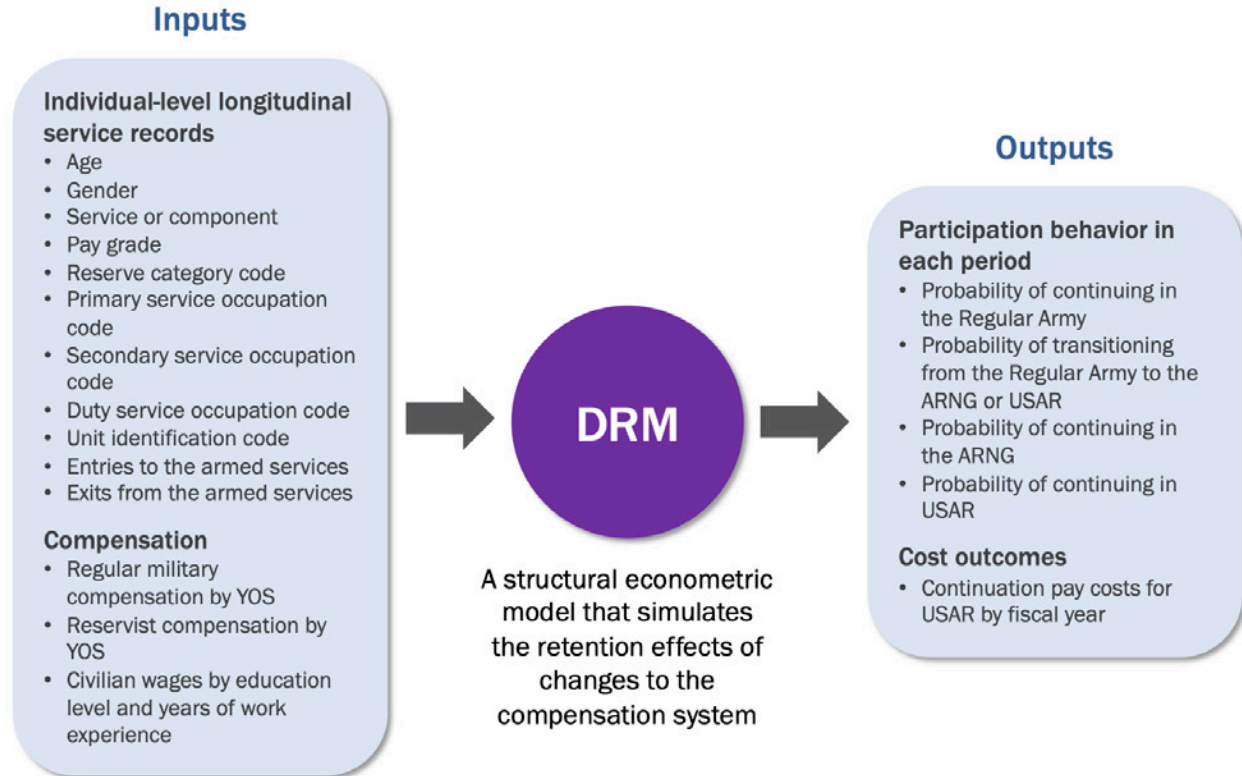 Inputs
Individual-level longitudinal
service records
• Age
• Gender
• Service or component
• Pay grade
• Reserve category code
• Primary service occupation
code
• Secondary service occupation
code
• Duty service occupation code
• Unit identification code
• Entries to the armed services
• Exits from the armed services
Compensation
• Regular military
compensation by YOS
• Reservist compensation by
YOS
• Civilian wages by education
level and years of work
experience
DRM
A structural econometric
model that simulates
the retention effects of
changes to the
compensation system
Outputs
Participation behavior in
each period
• Probability of continuing in
the Regular Army
• Probability of transitioning
from the Regular Army to the
ARNG or USAR
• Probability of continuing in
the ARNG
• Probability of continuing in
USAR
Cost outcomes
• Continuation pay costs for
USAR by fiscal year